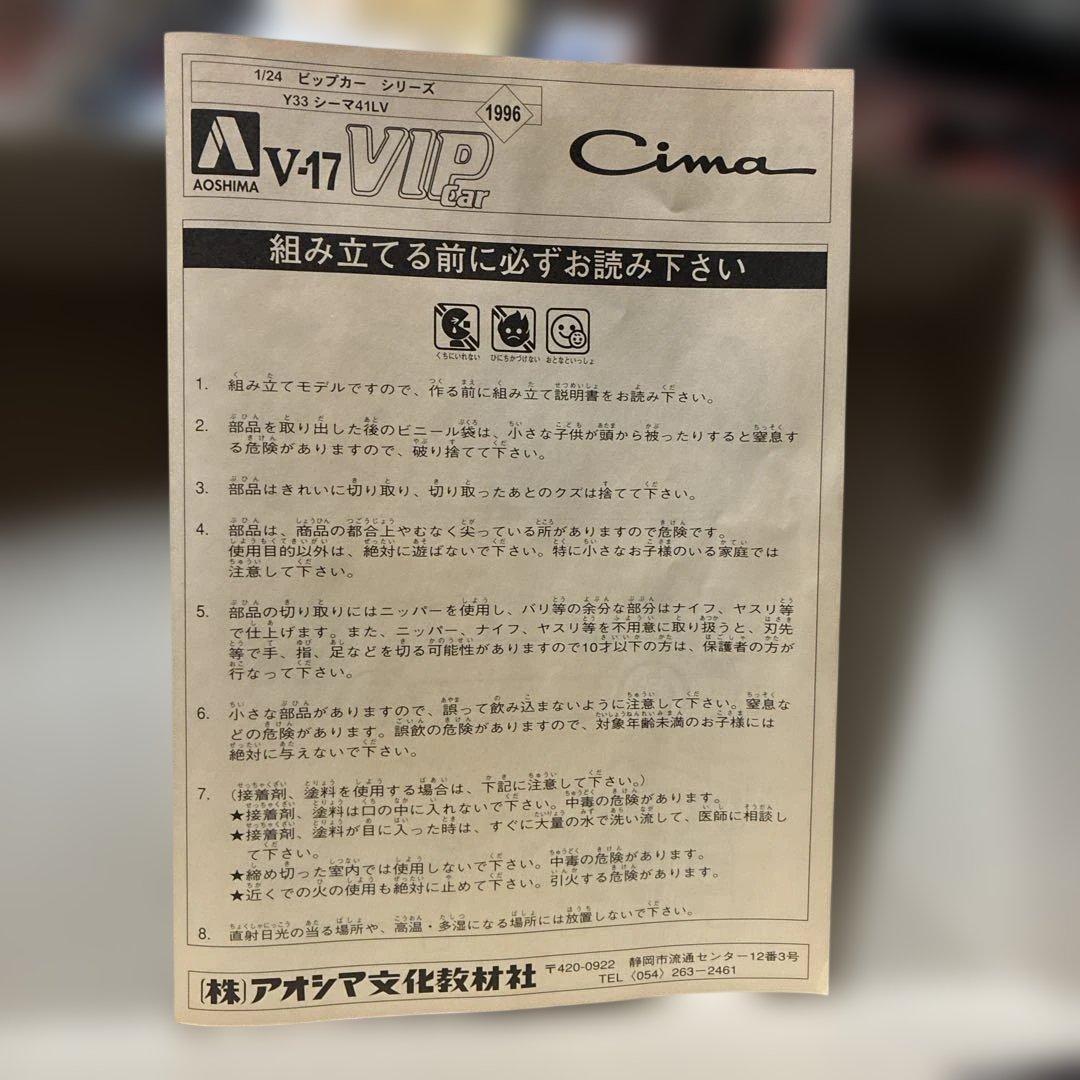 1/24 ビップカー シリーズ
Y33 シーマ41LV
1996
AOSHIMA
V-17 VIP Car
Cima
組み立てる前に必ずお読み下さい
くちにいれない ひにちかづけない おとなといっしょ
1. 組み立てモデルですので、作る前に組み立て説明書をお読み下さい。
2. 部品を取り出した後のビニール袋は、小さな子供が頭から被ったりすると窒息す
る危険がありますので、破り捨てて下さい。
3. 部品はきれいに切り取り、切り取ったあとのクズは捨てて下さい。
4. 部品は、商品の都合上やむなく尖っている所がありますので危険です。
使用目的以外は、絶対に遊ばないで下さい。特に小さなお子様のいる家庭では
注意して下さい。
5. 部品の切り取りにはニッパーを使用し、バリ等の余分な部分はナイフ、ヤスリ等
で仕上げます。また、ニッパー、ナイフ、ヤスリ等を不用意に取り扱うと、刃先
等で手、指、足などを切る可能性がありますので10才以下の方は、保護者の方が
行なって下さい。
6. 小さな部品がありますので、誤って飲み込まないように注意して下さい。窒息な
どの危険があります。誤飲の危険がありますので、対象年齢未満のお子様には
絶対に与えないで下さい。
7. (接着剤、塗料を使用する場合は、下記に注意して下さい。)
★接着剤、塗料は口の中に入れないで下さい。中毒の危険があります。
★接着剤、塗料が目に入った時は、すぐに大量の水で洗い流して、医師に相談し
て下さい。
★締め切った室内では使用しないで下さい。中毒の危険があります。
★近くでの火の使用も絶対に止めて下さい。引火する危険があります。
8. 直射日光の当る場所や、高温・多湿になる場所には放置しないで下さい。
〔株〕アオシマ文化教材社
〒420-0922 静岡市流通センター12番3号
TEL〈054〉263-2461